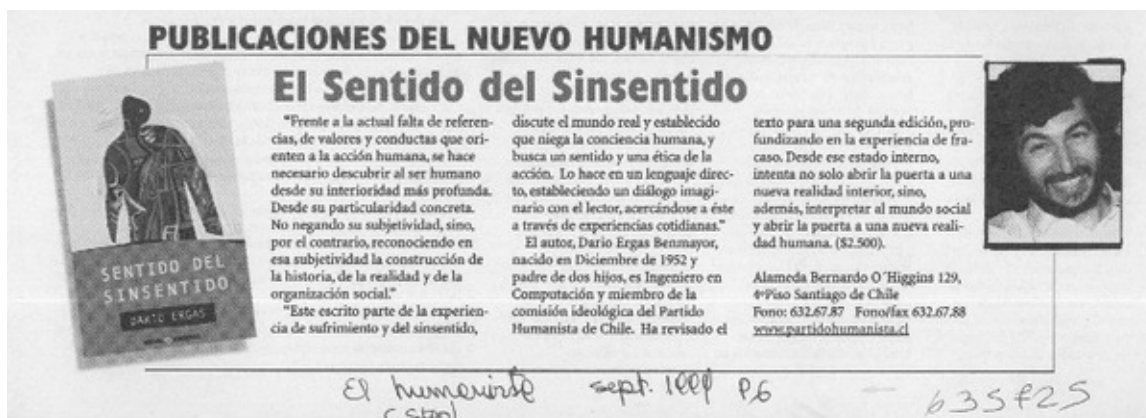 PUBLICACIONES DEL NUEVO HUMANISMO
El Sentido del Sinsentido
SENTIDO DEL
SINSENTIDO
DARIO ERGAS
“Frente a la actual falta de referen-
cias, de valores y conductas que ori-
enten a la acción humana, se hace
necesario descubrir al ser humano
desde su interioridad más profunda.
Desde su particularidad concreta.
No negando su subjetividad, sino,
por el contrario, reconociendo en
esa subjetividad la construcción de
la historia, de la realidad y de la
organización social.”
“Este escrito parte de la experien-
cia de sufrimiento y del sinsentido,
discute el mundo real y establecido
que niega la conciencia humana, y
busca un sentido y una ética de la
acción. Lo hace en un lenguaje direc-
to, estableciendo un diálogo imagi-
nario con el lector, acercándose a éste
a través de experiencias cotidianas.”
El autor, Dario Ergas Benmayor,
nacido en Diciembre de 1952 y
padre de dos hijos, es Ingeniero en
Computación y miembro de la
comisión ideológica del Partido
Humanista de Chile. Ha revisado el
texto para una segunda edición, pro-
fundizando en la experiencia de fra-
caso. Desde ese estado interno,
intenta no solo abrir la puerta a una
nueva realidad interior, sino,
además, interpretar al mundo social
y abrir la puerta a una nueva reali-
dad humana. ($2.500).
Alameda Bernardo O´Higgins 129,
4ºPiso Santiago de Chile
Fono: 632.67.87 Fono/fax 632.67.88
www.partidohumanista.cl
El humanista sept. P,6
(Stgo)